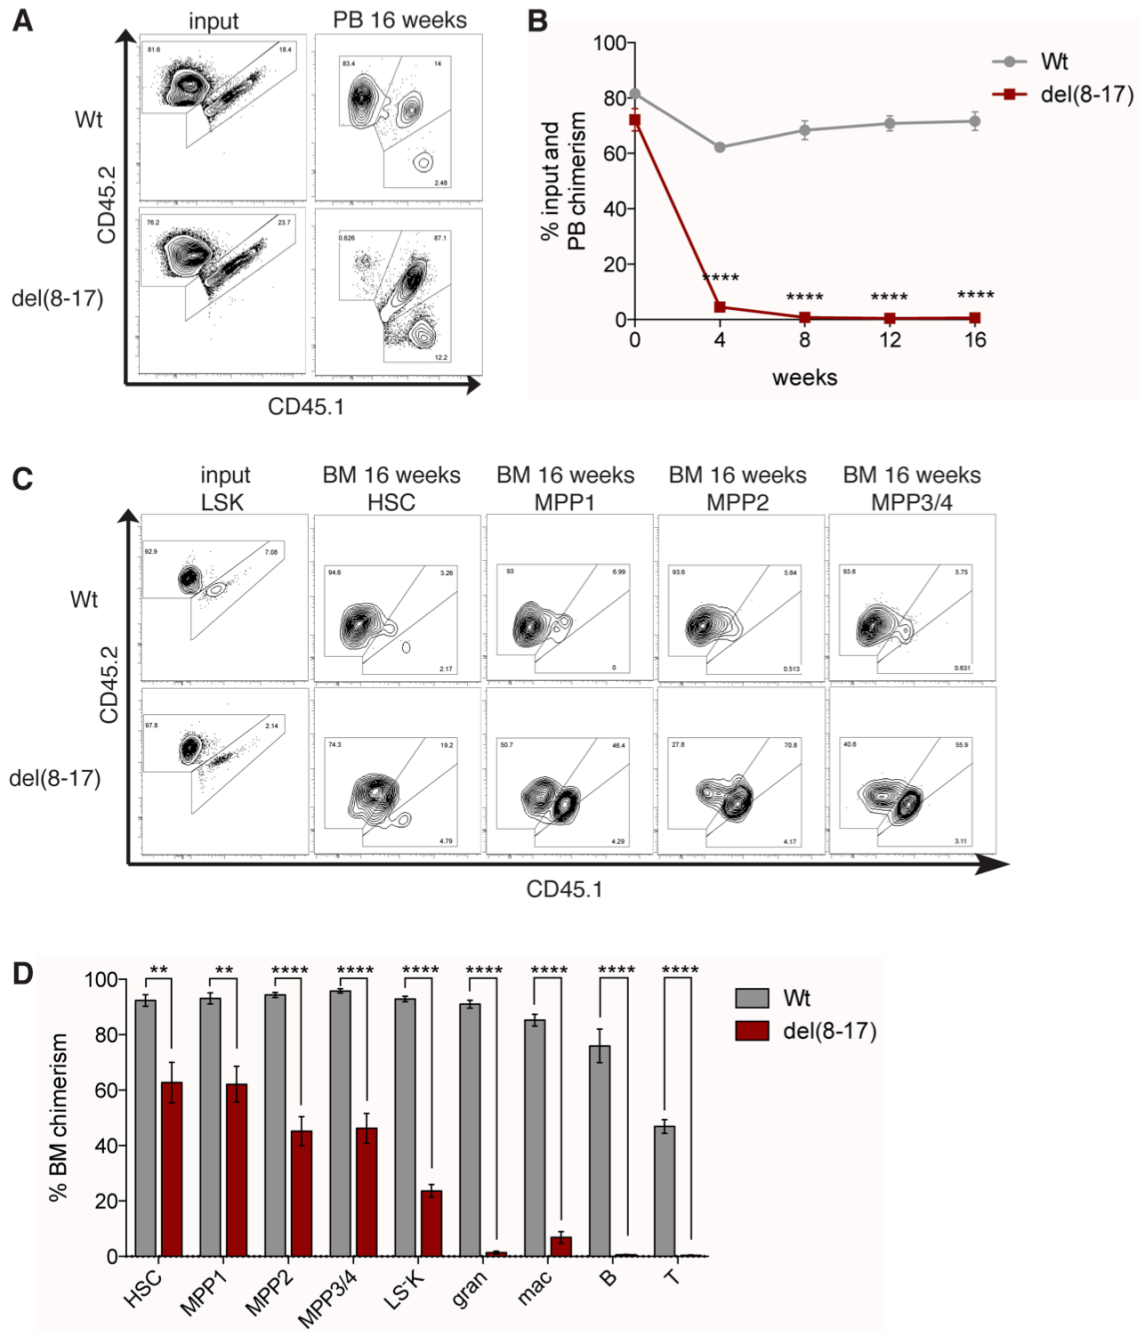 A
input
PB 16 weeks
Wt
81.6
18.4
83.4
14
2.48
del(8-17)
76.2
23.7
0.626
87.1
12.2
CD45.2
CD45.1
B
% input and
PB chimerism
100
80
60
40
20
0
0 4 8 12 16
weeks
**** **** **** ****
Wt
del(8-17)
C
input
LSK
BM 16 weeks
HSC
BM 16 weeks
MPP1
BM 16 weeks
MPP2
BM 16 weeks
MPP3/4
Wt
92.9
7.08
94.6
3.26
2.17
93
6.99
0
93.6
5.64
0.513
93.6
5.75
0.631
del(8-17)
97.8
2.14
74.3
19.2
4.79
50.7
46.4
4.29
27.8
70.8
4.17
40.8
55.9
3.11
CD45.2
CD45.1
D
% BM chimerism
100
80
60
40
20
0
** ** **** **** **** **** **** **** ****
HSC MPP1 MPP2 MPP3/4 LS⁻K gran mac B T
Wt
del(8-17)